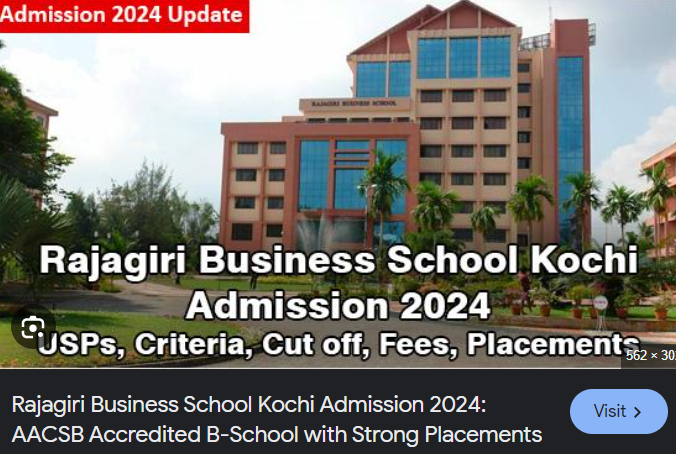 Admission 2024 Update
RAJAGIRI BUSINESS SCHOOL
Rajagiri Business School Kochi
Admission 2024
USPs, Criteria, Cut off, Fees, Placements
562 × 30
Rajagiri Business School Kochi Admission 2024:
AACSB Accredited B-School with Strong Placements
Visit